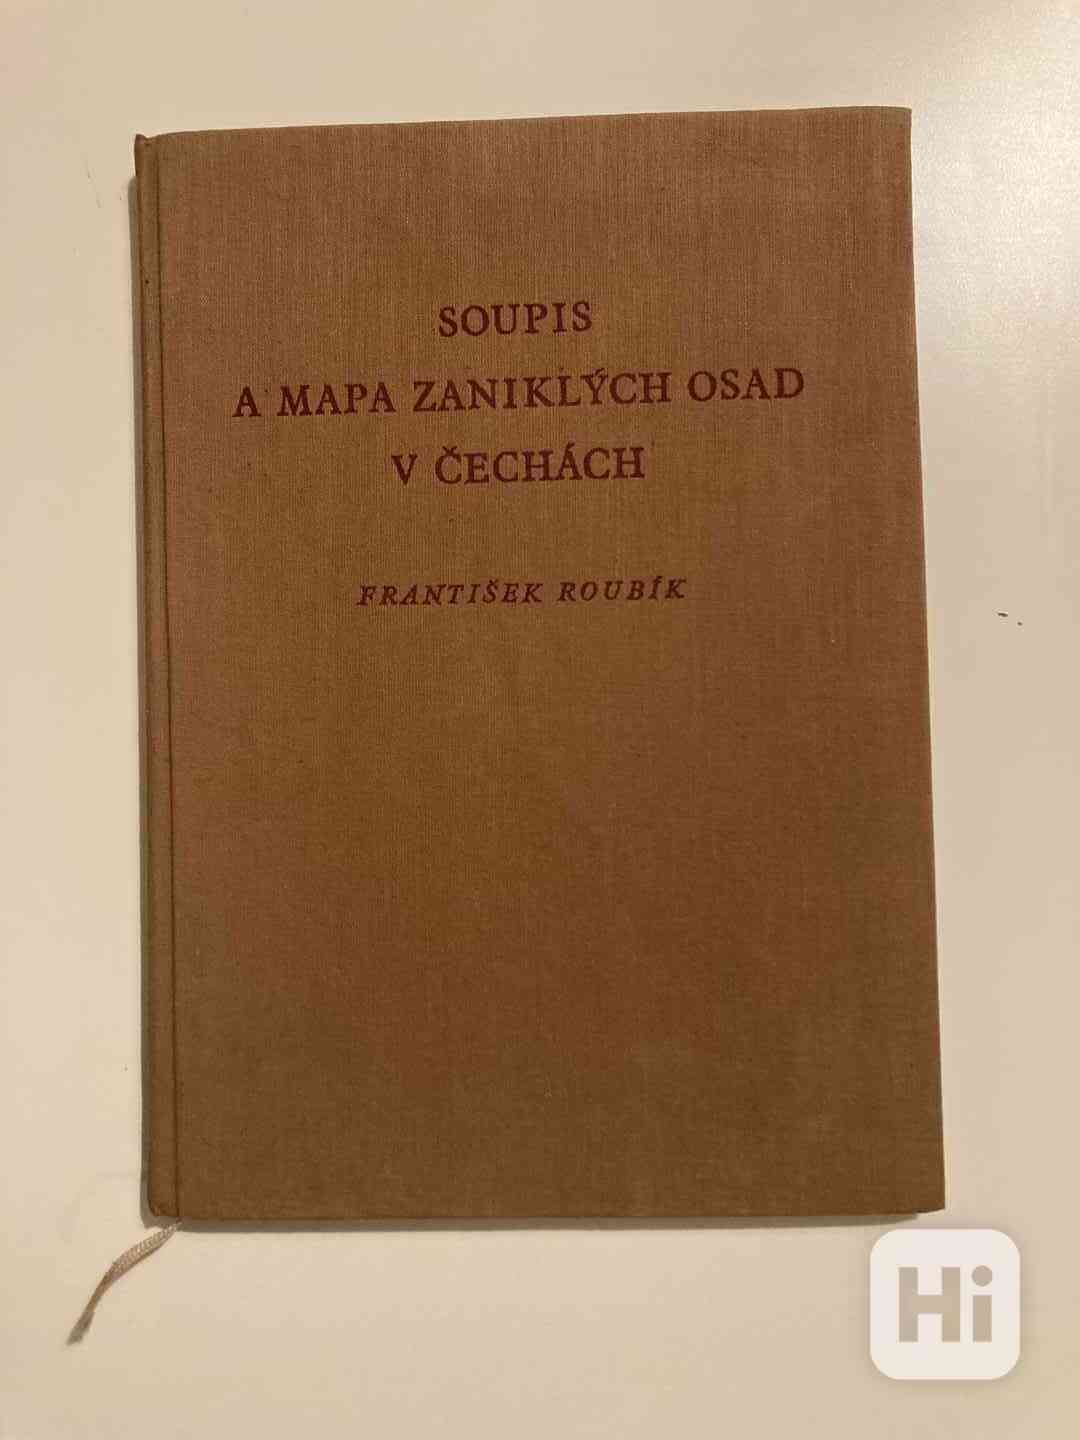 SOUPIS
A MAPA ZANIKLÝCH OSAD
V ČECHÁCH
FRANTIŠEK ROUBÍK
Hi